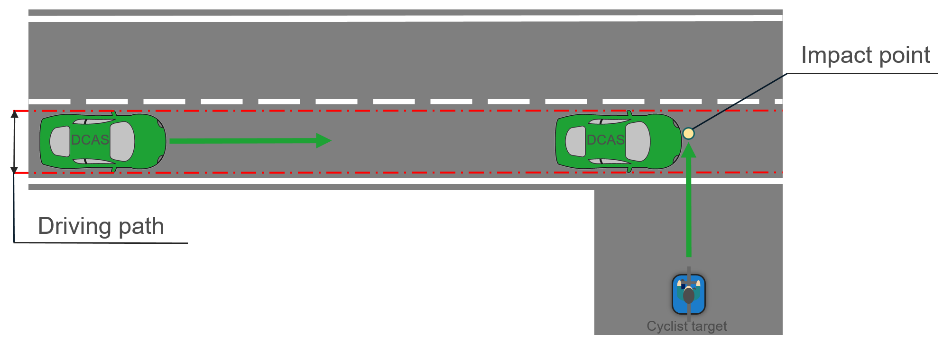 Impact point
DCAS
DCAS
Driving path
Cyclist target